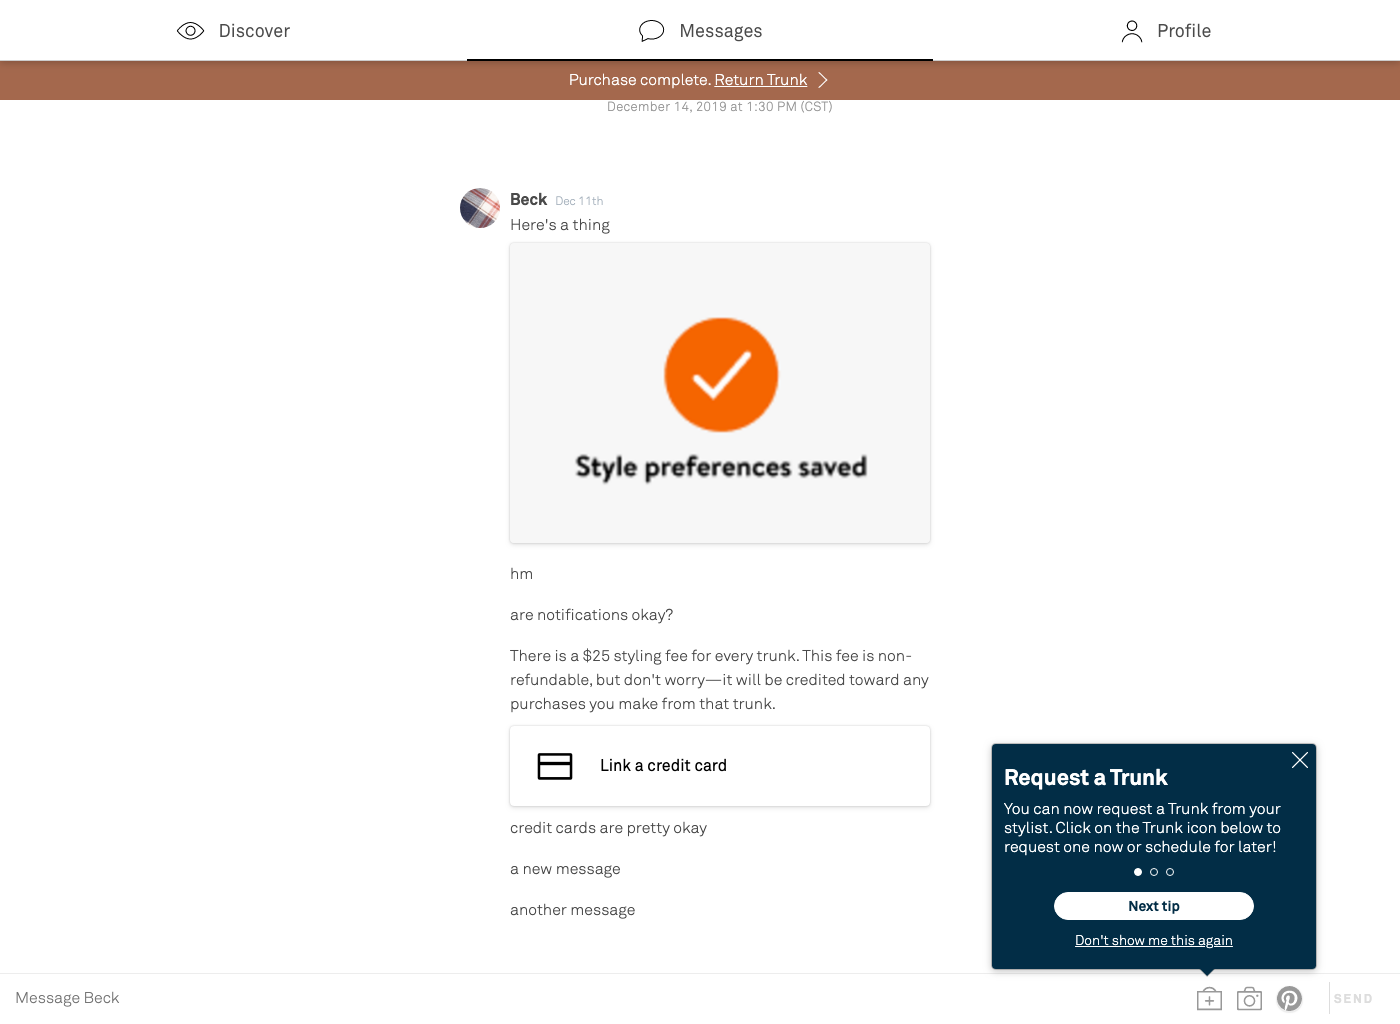 Discover
Messages
Profile
Purchase complete. Return Trunk
December 14, 2019 at 1:30 PM (CST)
Beck Dec 11th
Here's a thing
Style preferences saved
hm
are notifications okay?
There is a $25 styling fee for every trunk. This fee is non-
refundable, but don't worry—it will be credited toward any
purchases you make from that trunk.
Link a credit card
credit cards are pretty okay
a new message
another message
Request a Trunk
You can now request a Trunk from your
stylist. Click on the Trunk icon below to
request one now or schedule for later!
Next tip
Don't show me this again
Message Beck
SEND